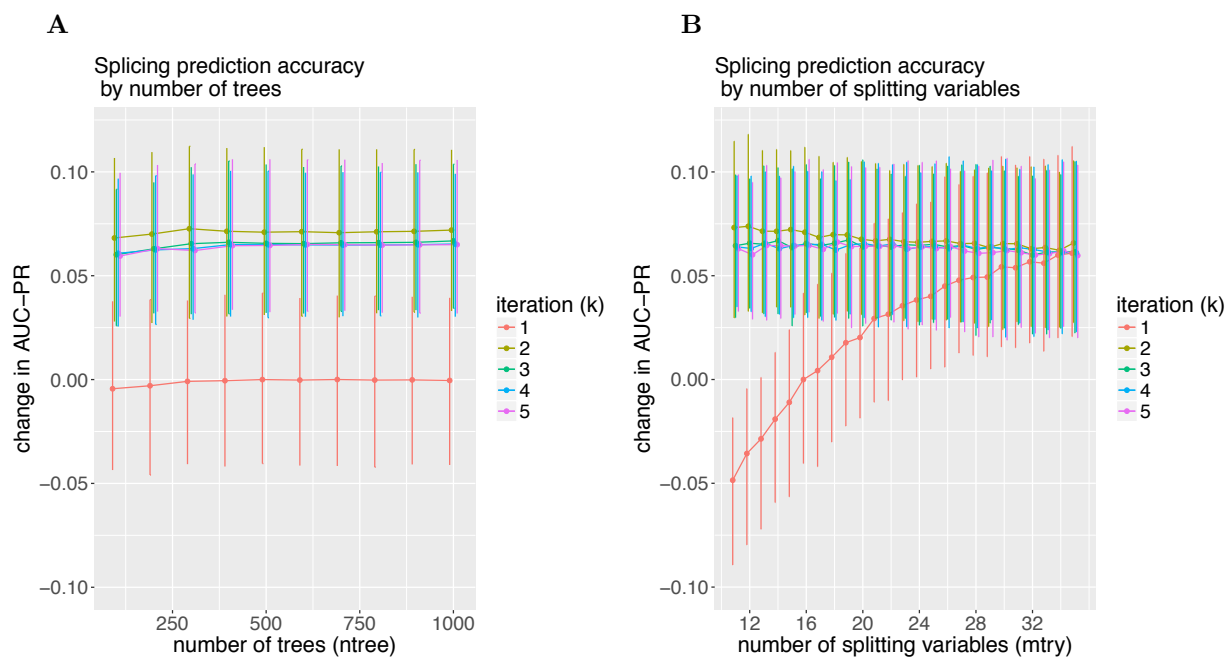 A
Splicing prediction accuracy
by number of trees
change in AUC−PR
0.10
0.05
0.00
−0.05
−0.10
250
500
750
1000
number of trees (ntree)
iteration (k)
1
2
3
4
5
B
Splicing prediction accuracy
by number of splitting variables
change in AUC−PR
0.10
0.05
0.00
−0.05
−0.10
12
16
20
24
28
32
number of splitting variables (mtry)
iteration (k)
1
2
3
4
5